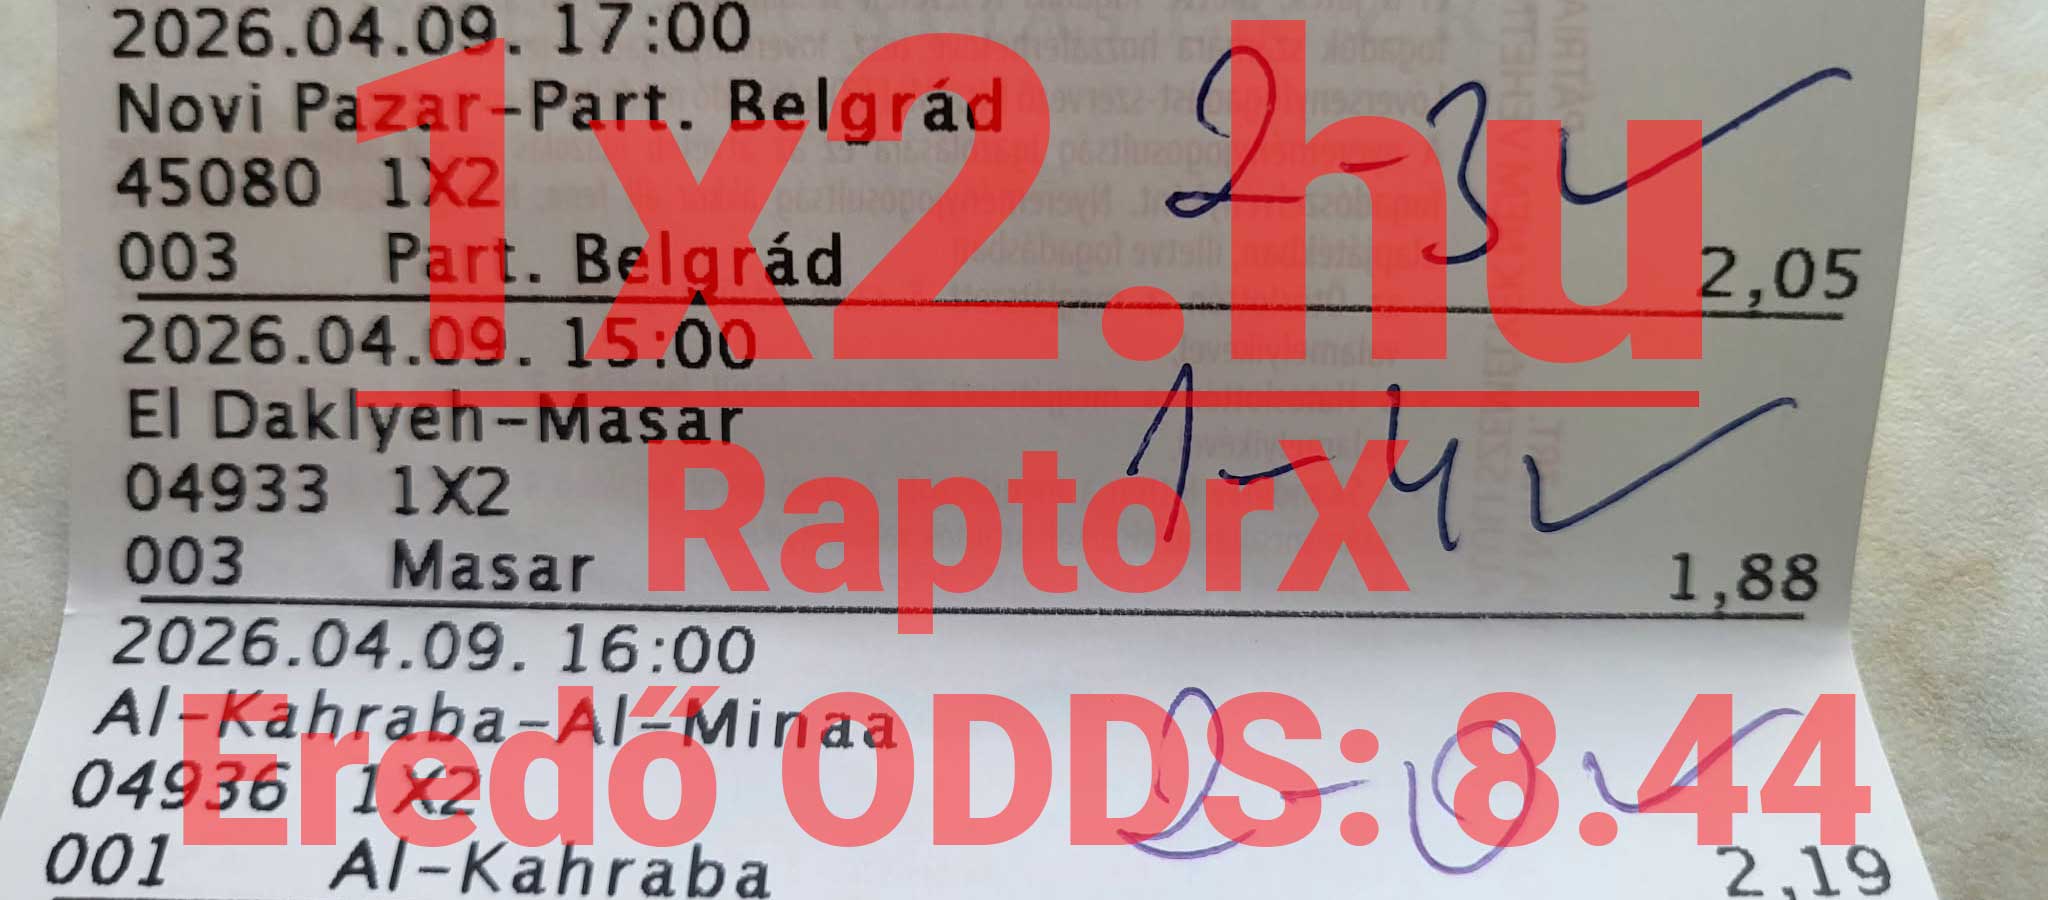 2026.04.09. 17:00
Novi Pazar-Part. Belgrád
45080 1X2
2-3
003 Part. Belgrád
2,05
1x2.hu
2026.04.09. 15:00
El Daklyeh-Masar
04933 1X2
1-4
003 Masar
1,88
RaptorX
2026.04.09. 16:00
Al-Kahraba-Al-Minaa
04936 1X2
2-0
Eredő ODDS: 8.44
001 Al-Kahraba
2,19